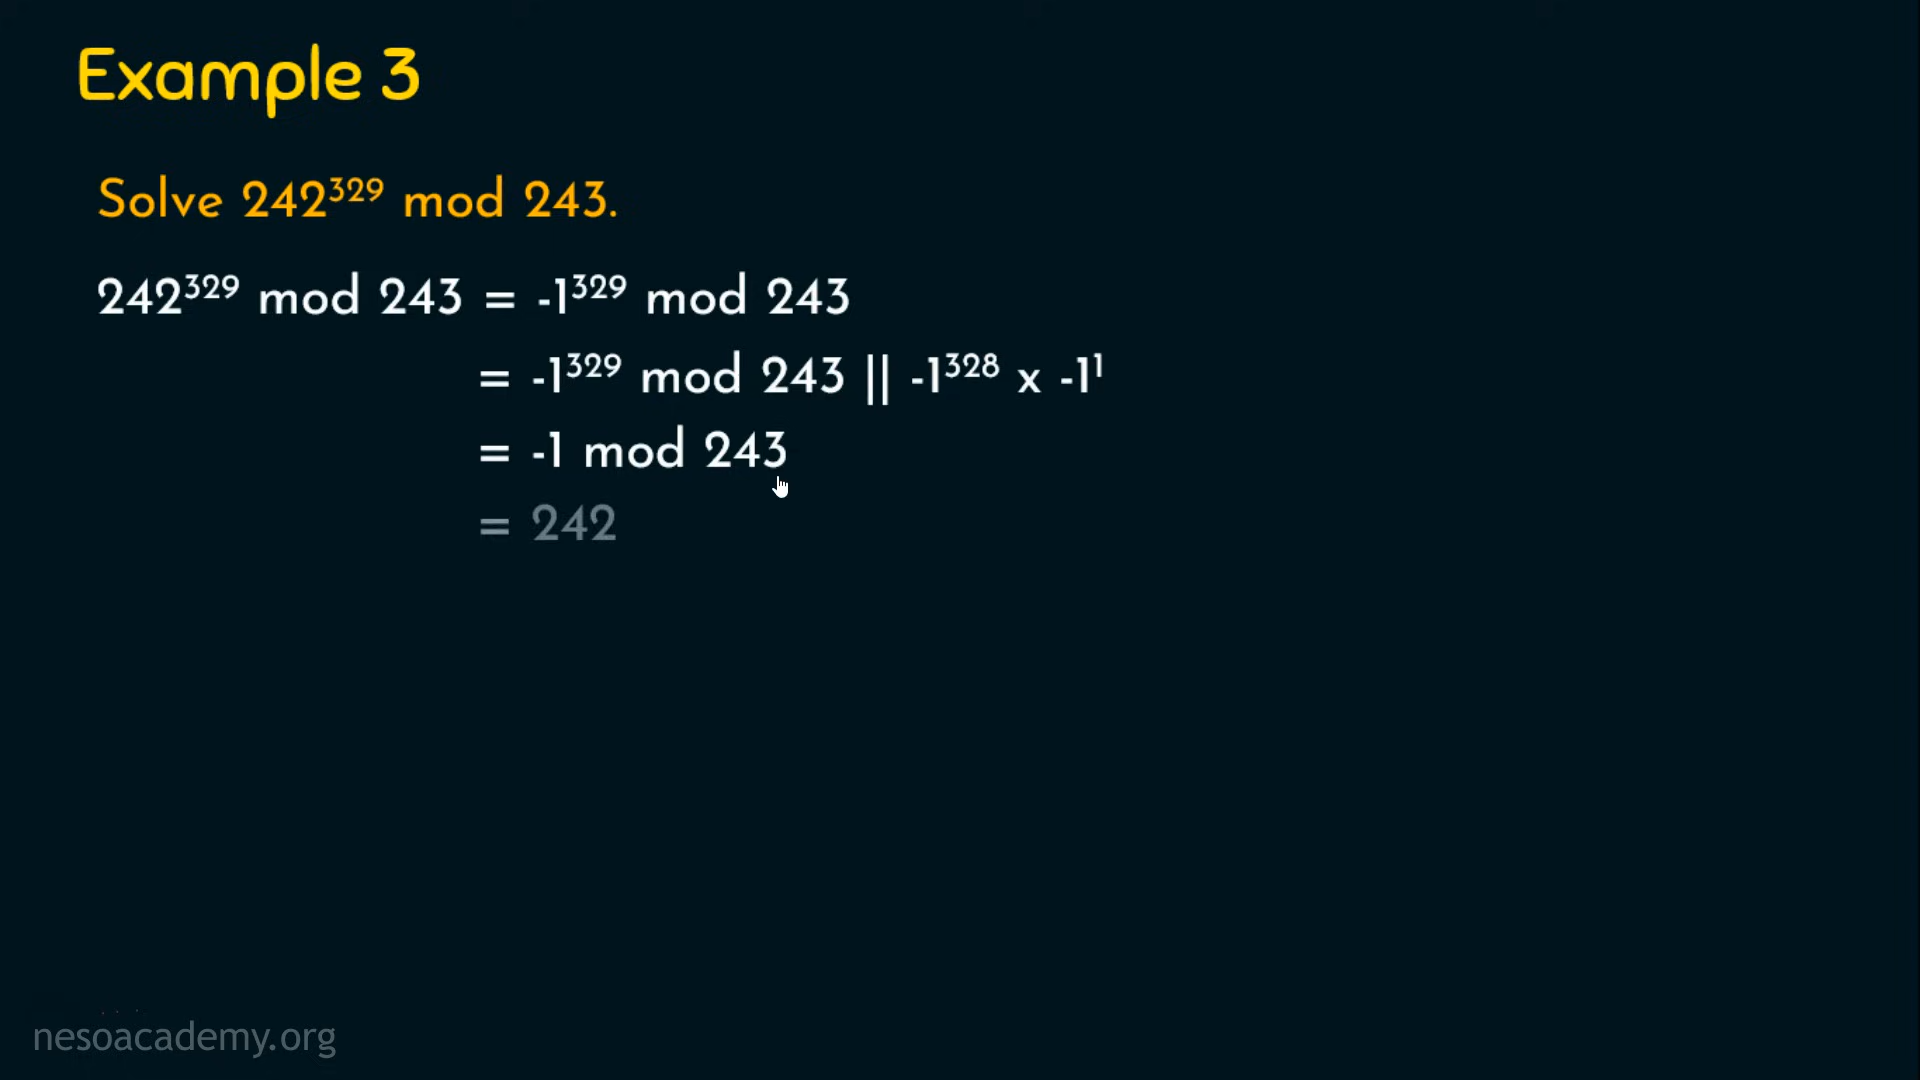 Example 3
Solve 242³²⁹ mod 243.
242³²⁹ mod 243 = -1³²⁹ mod 243
= -1³²⁹ mod 243 || -1³²⁸ x -1¹
= -1 mod 243
= 242
nesoacademy.org